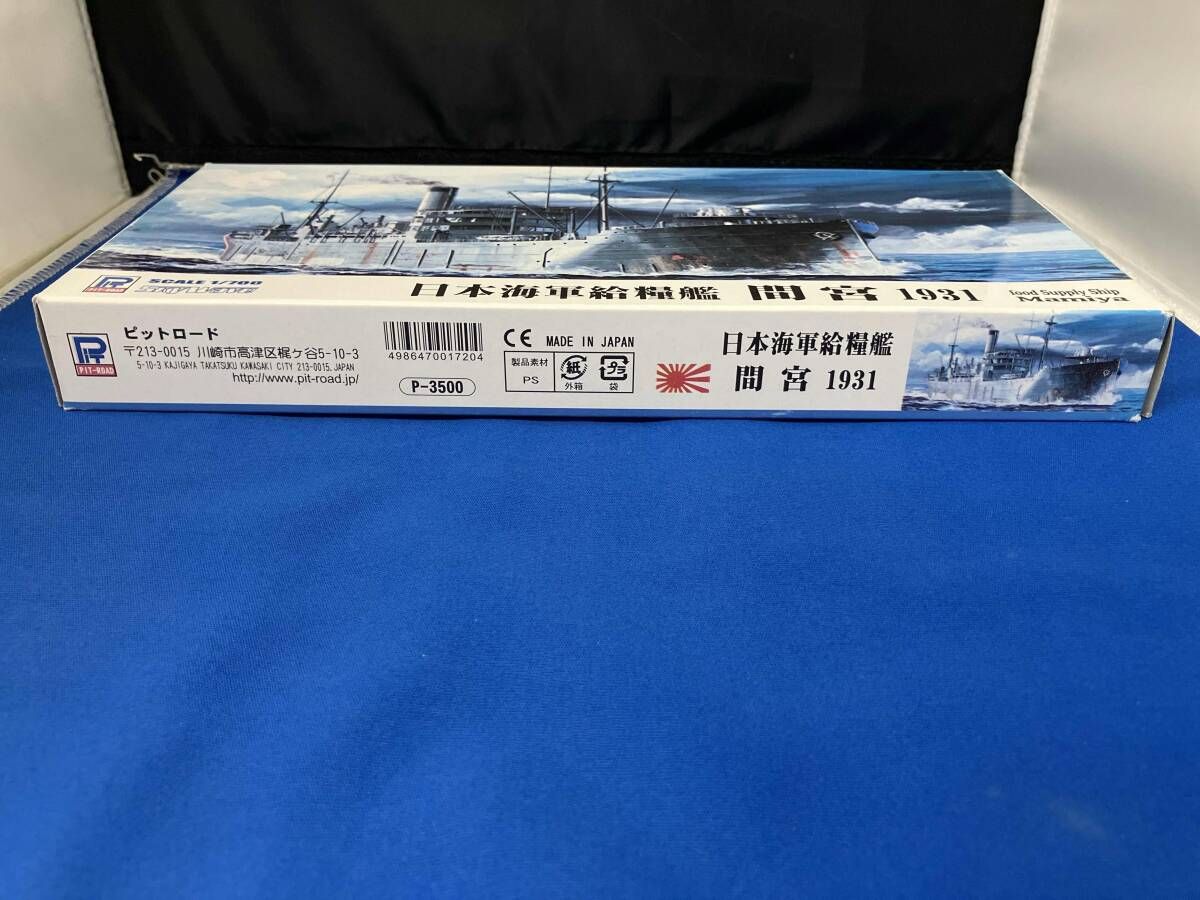 PIT-ROAD
SCALE 1/700
SKYWAVE
日本海軍給糧艦 間宮 1931
food Supply Ship
Mamiya
PIT-ROAD
ピットロード
〒213-0015 川崎市高津区梶ケ谷5-10-3
5-10-3 KAJIGAYA TAKATSUKU KAWASAKI CITY 213-0015. JAPAN
http://www.pit-road.jp/
4986470017204
P-3500
CE MADE IN JAPAN
製品素材
PS
紙
外箱
プラ
袋
日本海軍給糧艦
間宮 1931